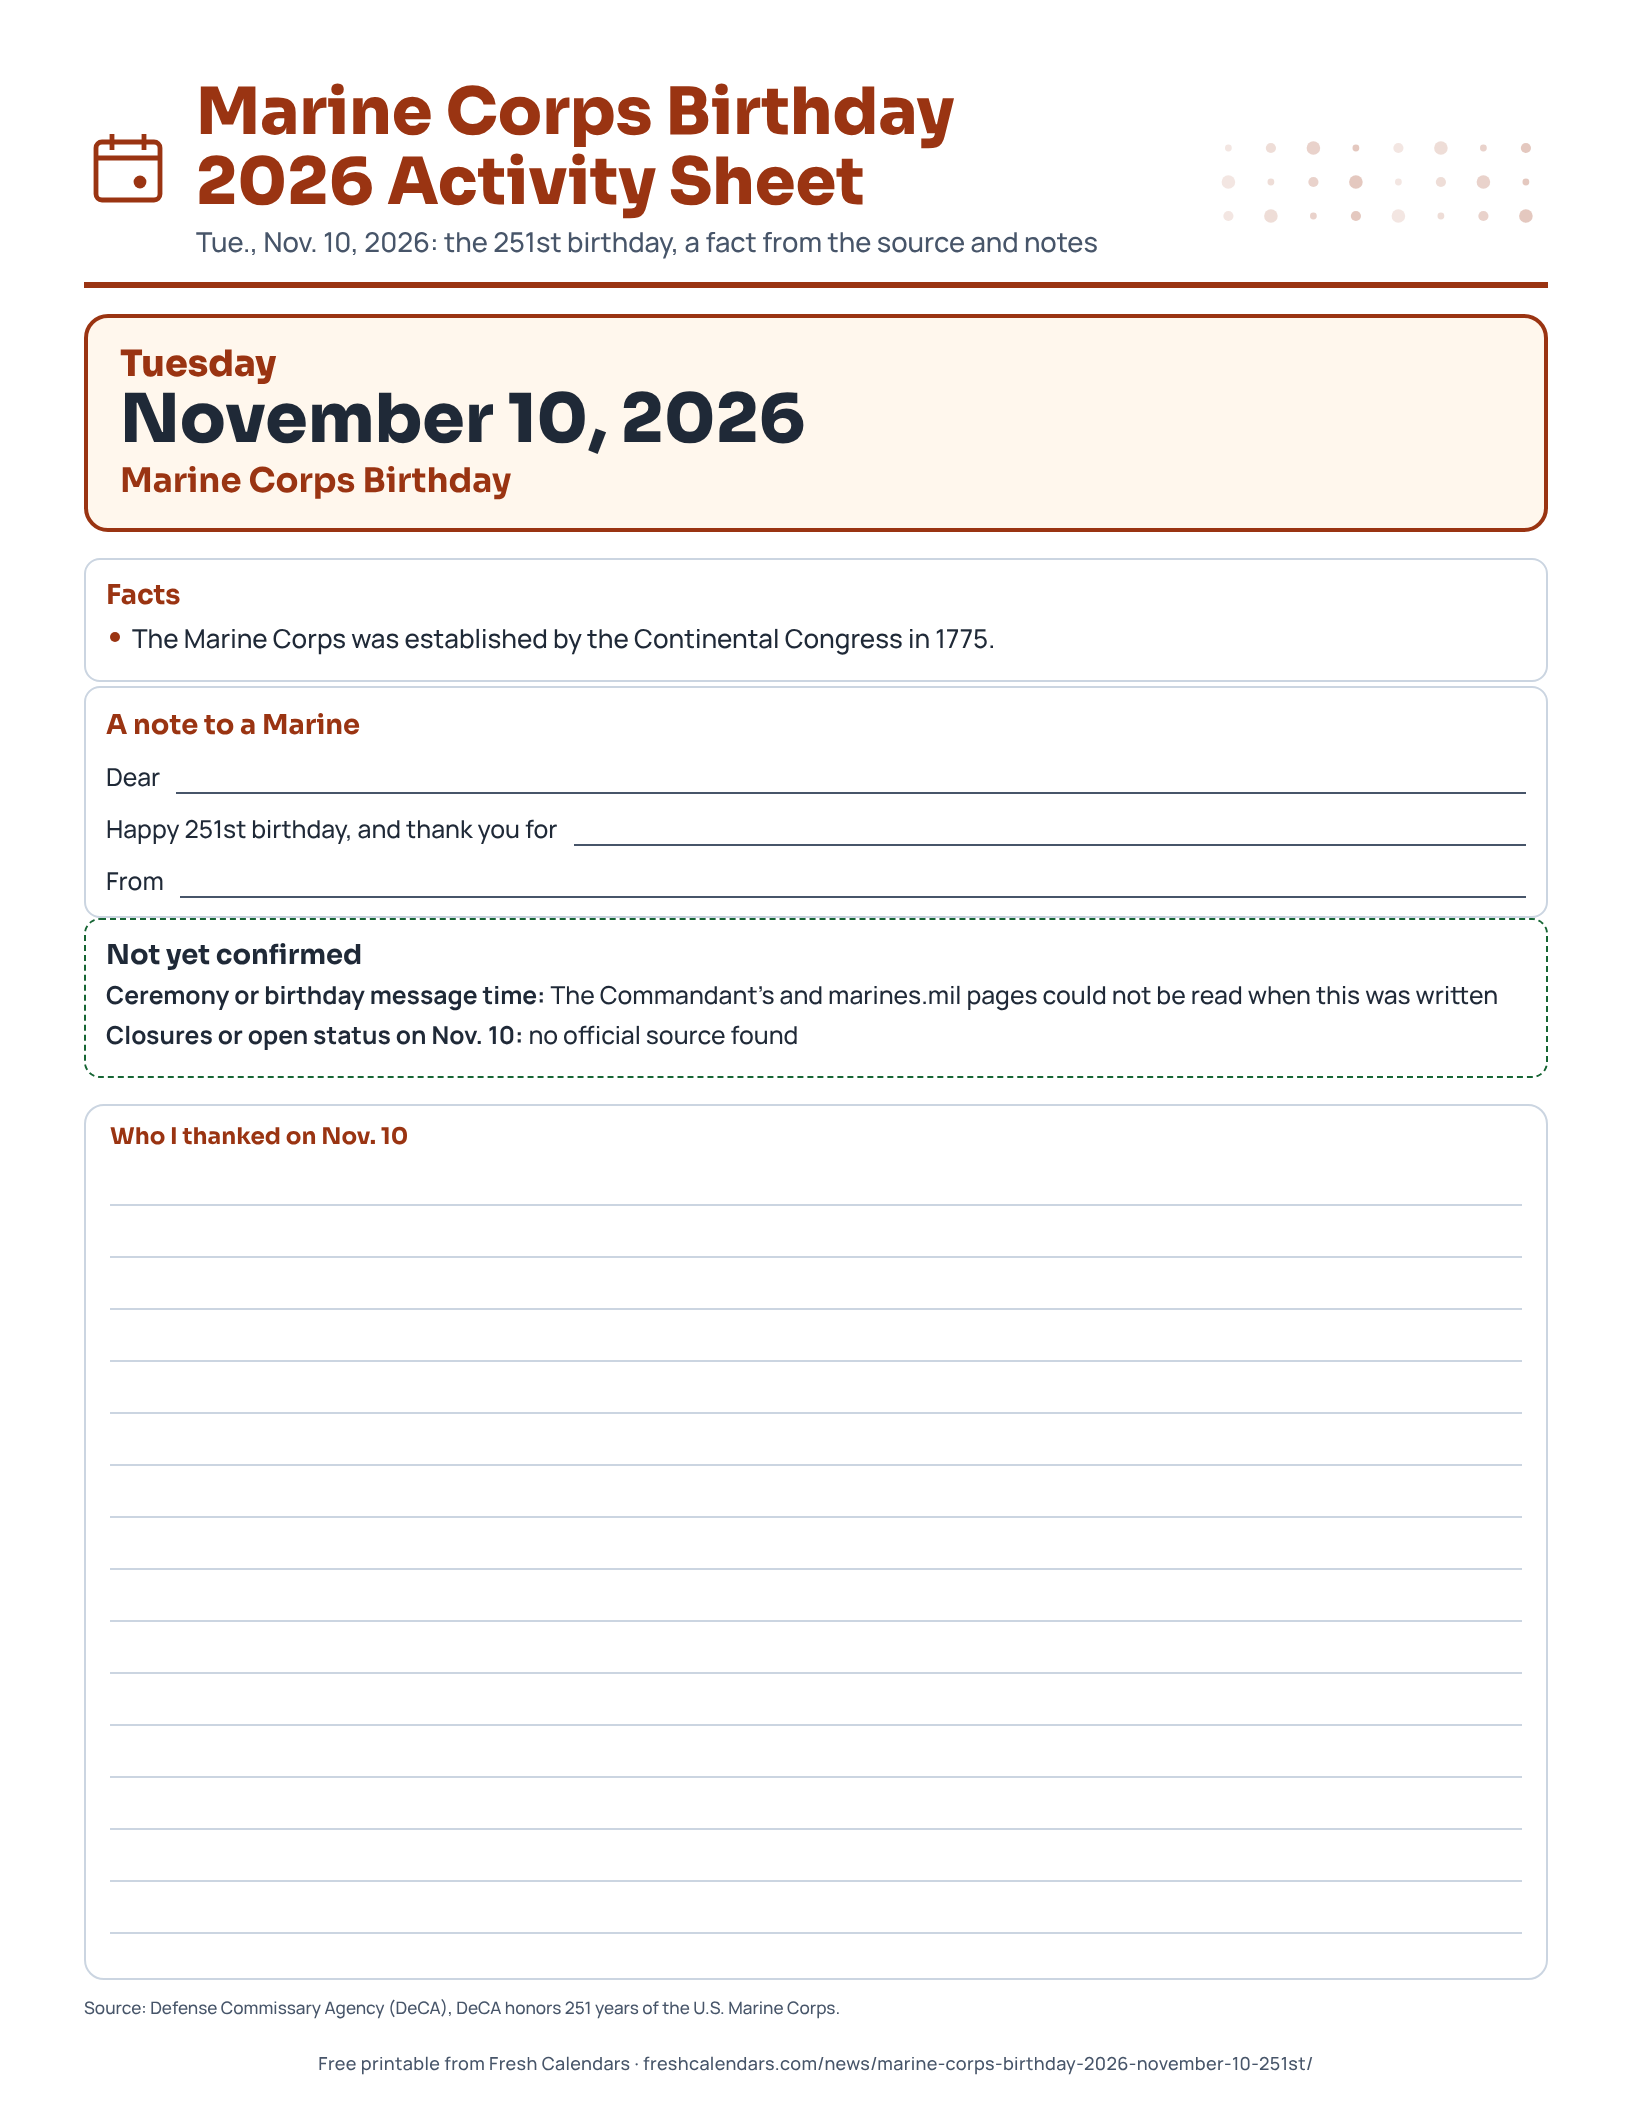 Marine Corps Birthday
2026 Activity Sheet
Tue., Nov. 10, 2026: the 251st birthday, a fact from the source and notes
Tuesday
November 10, 2026
Marine Corps Birthday
Facts
• The Marine Corps was established by the Continental Congress in 1775.
A note to a Marine
Dear
Happy 251st birthday, and thank you for
From
Not yet confirmed
Ceremony or birthday message time: The Commandant’s and marines.mil pages could not be read when this was written
Closures or open status on Nov. 10: no official source found
Who I thanked on Nov. 10
Source: Defense Commissary Agency (DeCA), DeCA honors 251 years of the U.S. Marine Corps.
Free printable from Fresh Calendars · freshcalendars.com/news/marine-corps-birthday-2026-november-10-251st/